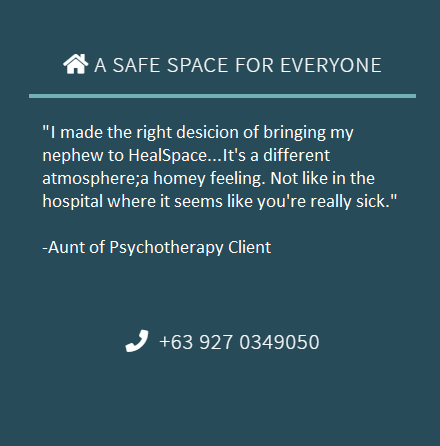 A SAFE SPACE FOR EVERYONE
"I made the right desicion of bringing my
nephew to HealSpace...It's a different
atmosphere;a homey feeling. Not like in the
hospital where it seems like you're really sick."
-Aunt of Psychotherapy Client
+63 927 0349050